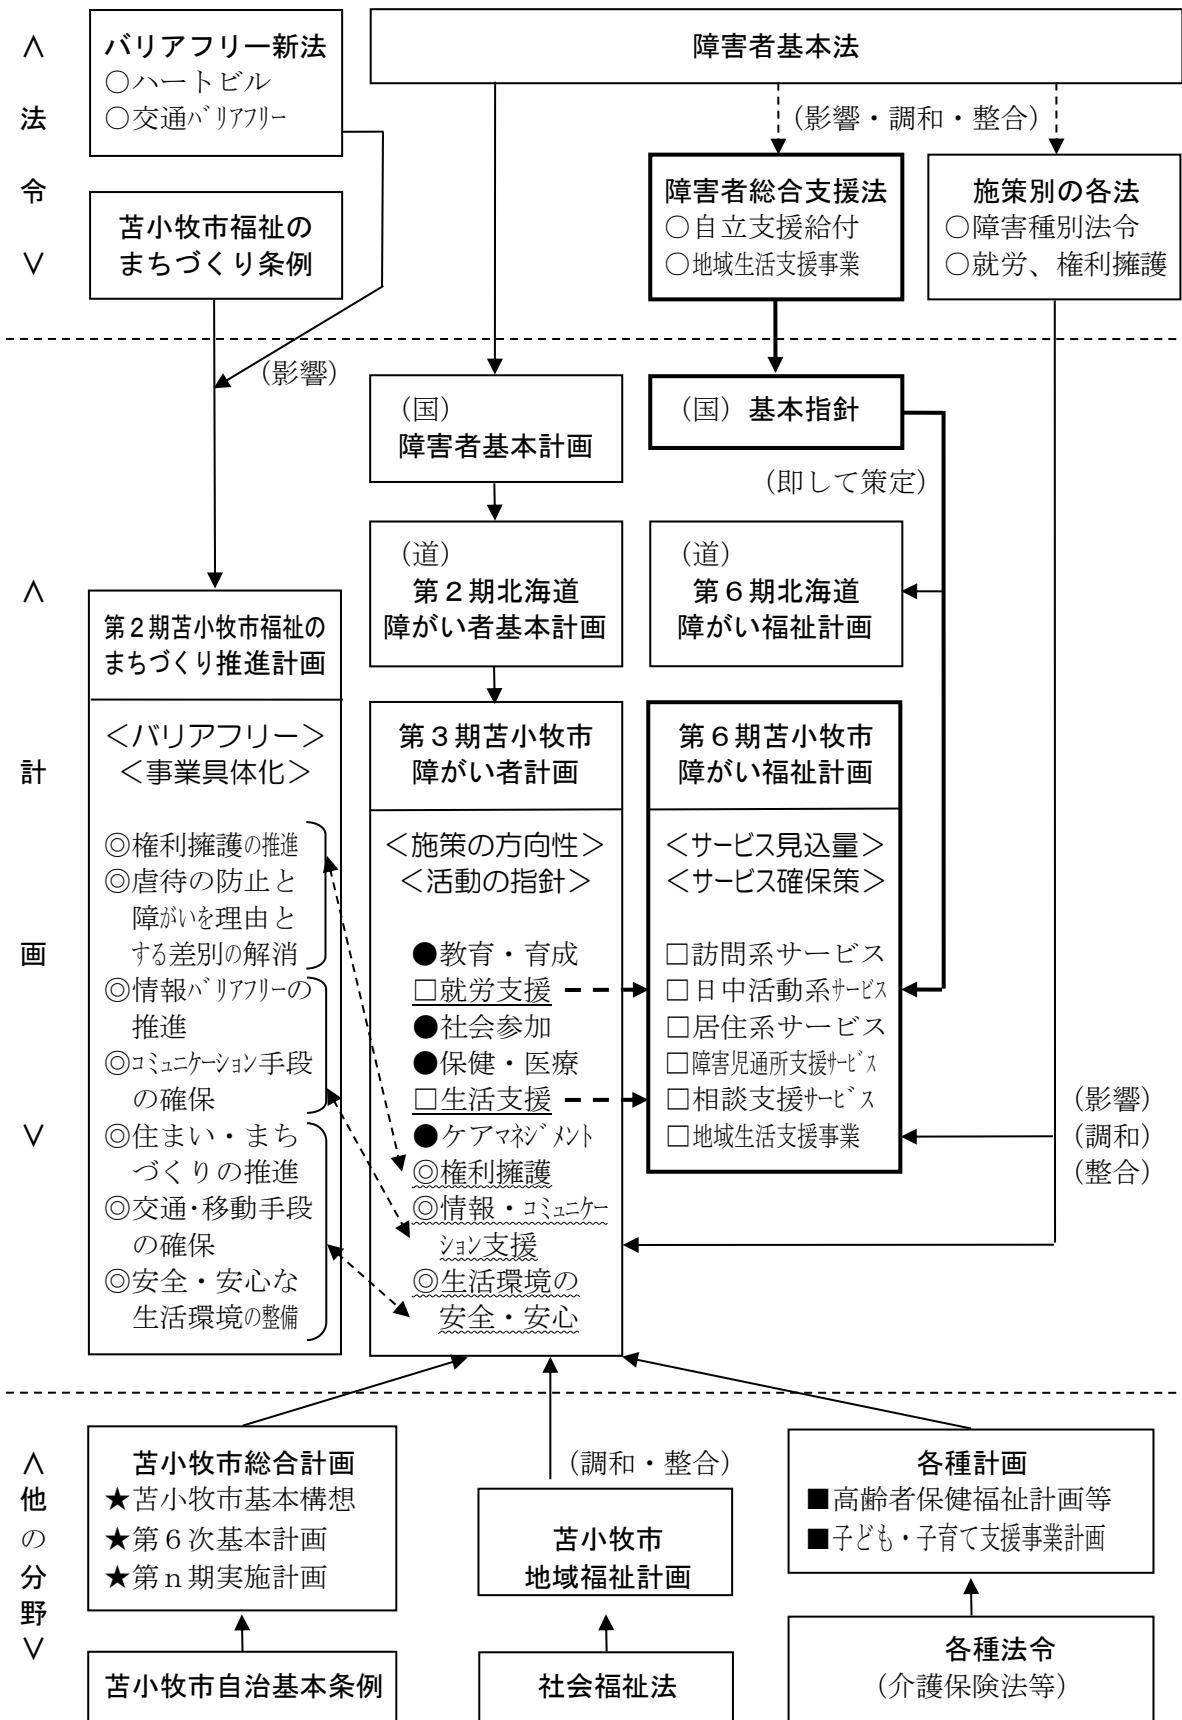 ＜法令＞
バリアフリー新法
○ハートビル
○交通バリアフリー
障害者基本法
（影響・調和・整合）
苫小牧市福祉の
まちづくり条例
障害者総合支援法
○自立支援給付
○地域生活支援事業
施策別の各法
○障害種別法令
○就労、権利擁護
（影響）
＜計画＞
（国）
障害者基本計画
（国）基本指針
（即して策定）
（道）
第２期北海道
障がい者基本計画
（道）
第６期北海道
障がい福祉計画
第２期苫小牧市福祉の
まちづくり推進計画
＜バリアフリー＞
＜事業具体化＞
◎権利擁護の推進
◎虐待の防止と
障がいを理由と
する差別の解消
◎情報バリアフリーの
推進
◎コミュニケーション手段
の確保
◎住まい・まち
づくりの推進
◎交通・移動手段
の確保
◎安全・安心な
生活環境の整備
第３期苫小牧市
障がい者計画
＜施策の方向性＞
＜活動の指針＞
●教育・育成
□就労支援
●社会参加
●保健・医療
□生活支援
●ケアマネジメント
◎権利擁護
◎情報・コミュニケー
ション支援
◎生活環境の
安全・安心
第６期苫小牧市
障がい福祉計画
＜サービス見込量＞
＜サービス確保策＞
□訪問系サービス
□日中活動系サービス
□居住系サービス
□障害児通所支援サービス
□相談支援サービス
□地域生活支援事業
（影響）
（調和）
（整合）
＜他の分野＞
苫小牧市総合計画
★苫小牧市基本構想
★第６次基本計画
★第ｎ期実施計画
（調和・整合）
苫小牧市
地域福祉計画
各種計画
■高齢者保健福祉計画等
■子ども・子育て支援事業計画
苫小牧市自治基本条例
社会福祉法
各種法令
（介護保険法等）